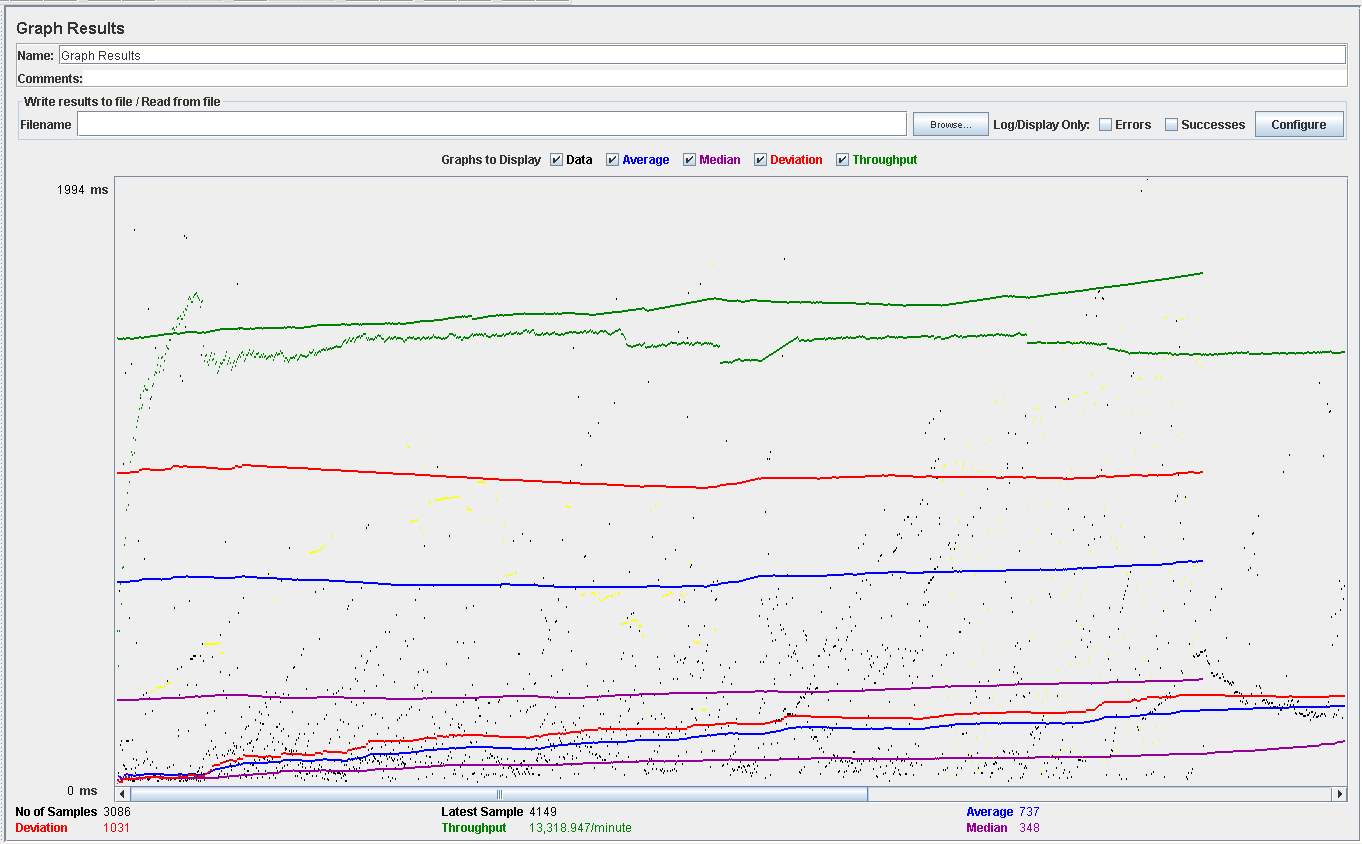 Graph Results
Name: Graph Results
Comments:
Write results to file / Read from file
Filename Browse... Log/Display Only: Errors Successes Configure
Graphs to Display Data Average Median Deviation Throughput
1994 ms
0 ms
No of Samples 3086 Latest Sample 4149 Average 737
Deviation 1031 Throughput 13,318.947/minute Median 348